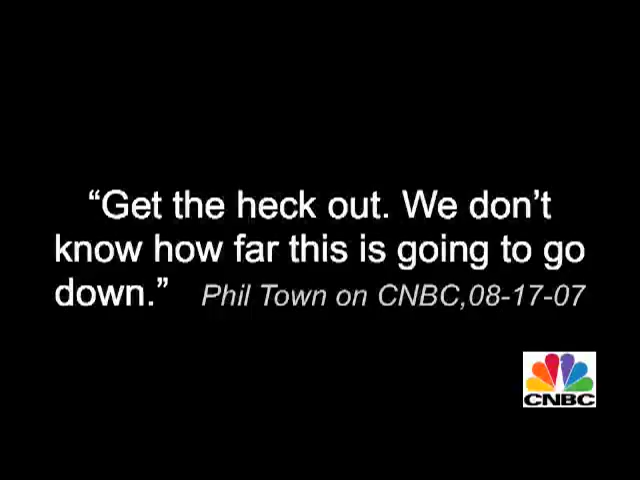 “Get the heck out. We don’t
know how far this is going to go
down.” Phil Town on CNBC,08-17-07
CNBC